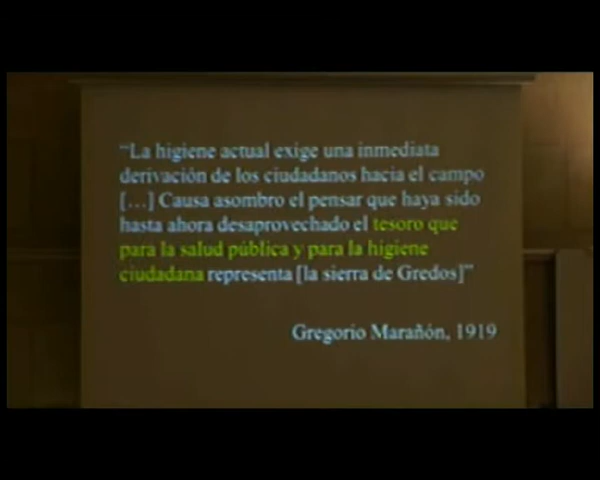 “La higiene actual exige una inmediata
derivación de los ciudadanos hacia el campo
[…] Causa asombro el pensar que haya sido
hasta ahora desaprovechado el tesoro que
para la salud pública y para la higiene
ciudadana representa [la sierra de Gredos]”
Gregorio Marañón, 1919